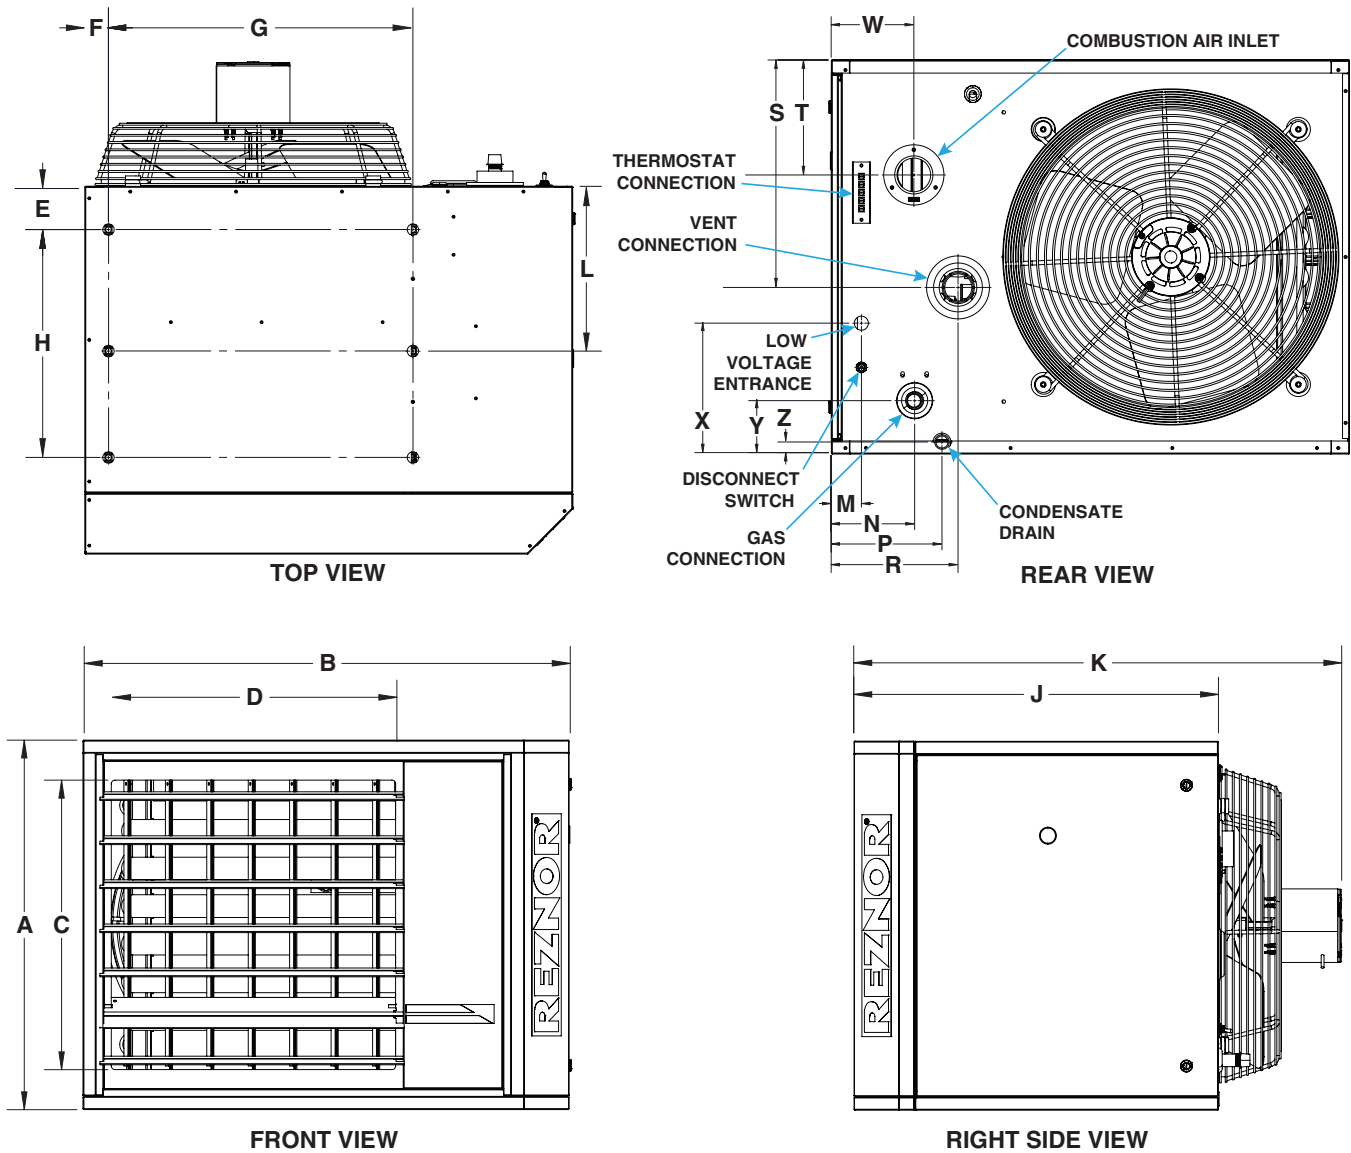 F
G
E
H
L
TOP VIEW
W
COMBUSTION AIR INLET
S
T
THERMOSTAT
CONNECTION
VENT
CONNECTION
LOW
VOLTAGE
ENTRANCE
X
Y
Z
DISCONNECT
SWITCH
M
N
P
R
GAS
CONNECTION
CONDENSATE
DRAIN
REAR VIEW
B
D
A
C
REZNOR®
FRONT VIEW
K
J
REZNOR®
RIGHT SIDE VIEW